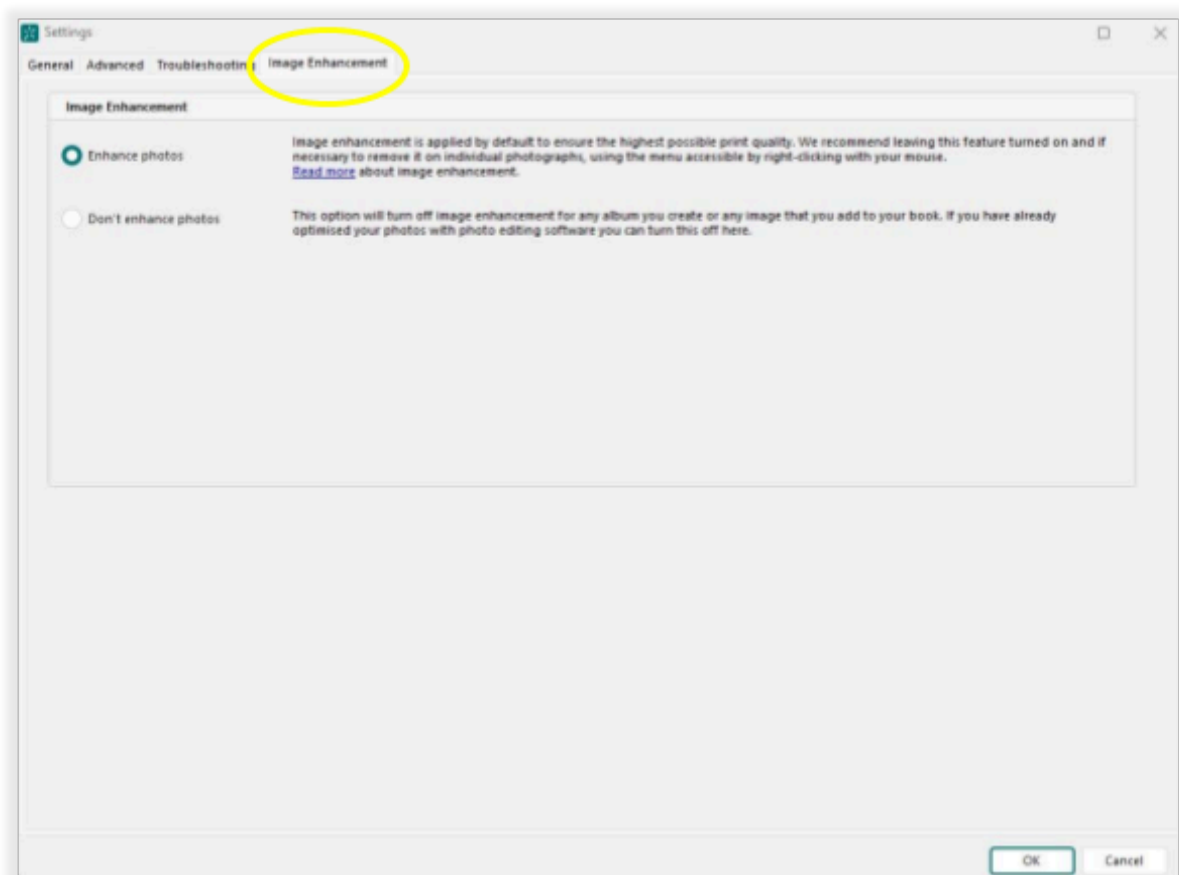 Settings
General Advanced Troubleshooting Image Enhancement
Image Enhancement
Enhance photos
Image enhancement is applied by default to ensure the highest possible print quality. We recommend leaving this feature turned on and if
necessary to remove it on individual photographs, using the menu accessible by right-clicking with your mouse.
Read more about image enhancement.
Don't enhance photos
This option will turn off image enhancement for any album you create or any image that you add to your book. If you have already
optimised your photos with photo editing software you can turn this off here.
OK Cancel